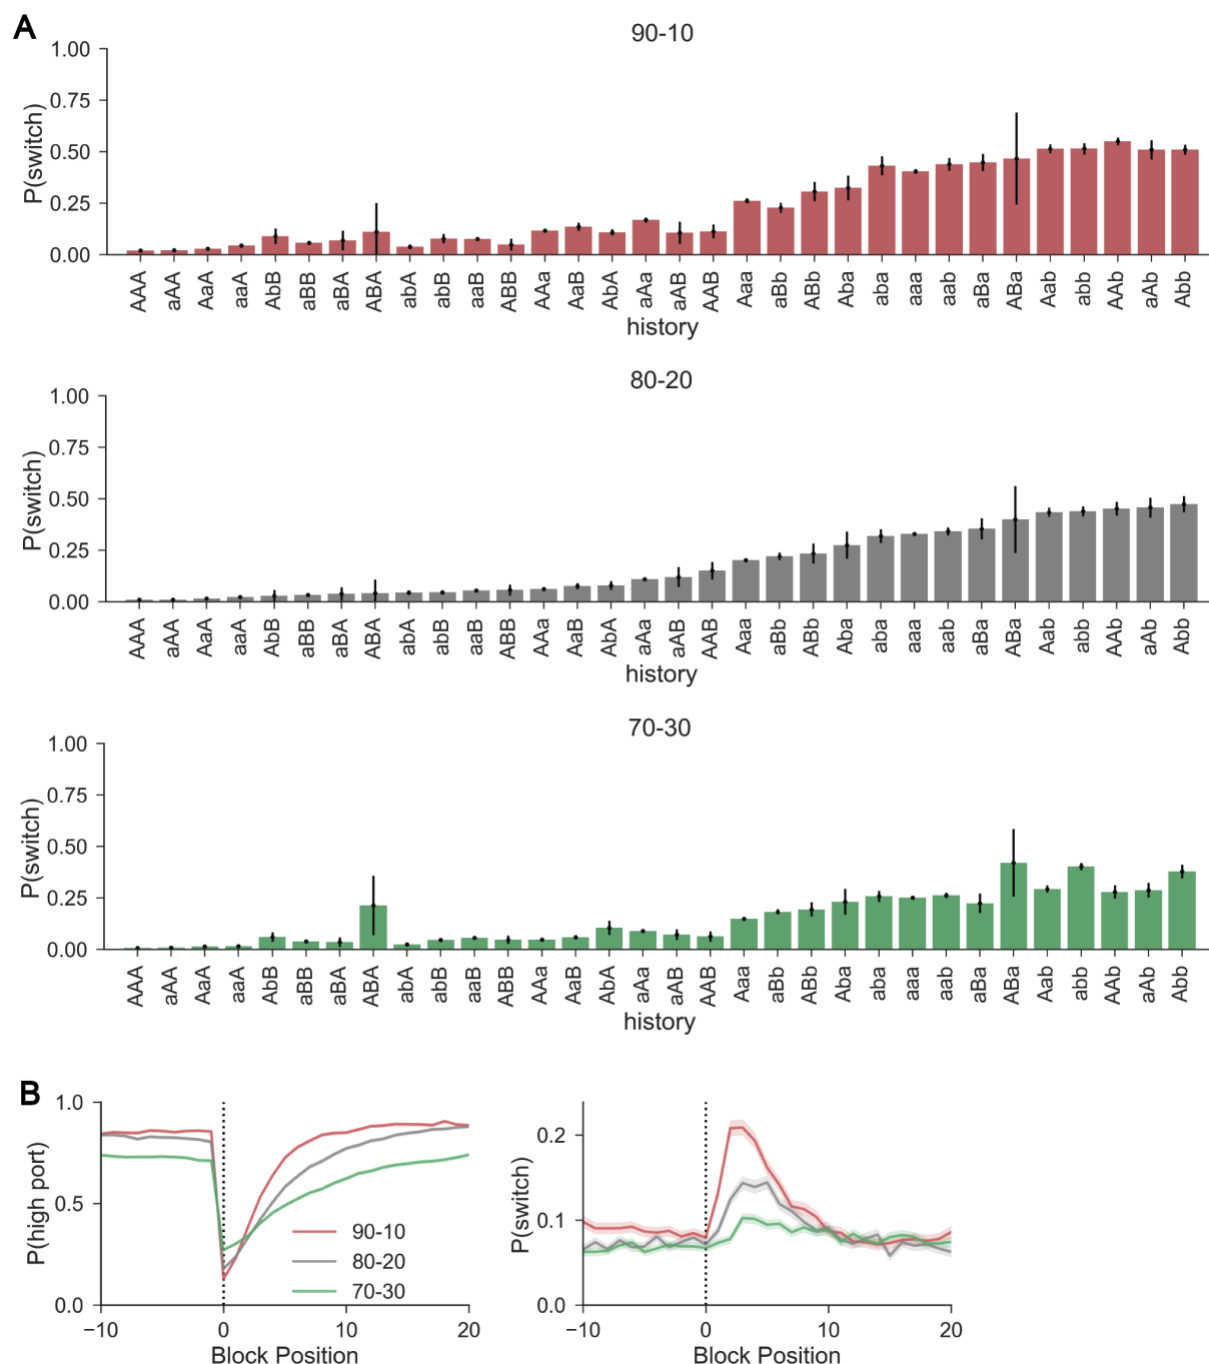 A
90-10
1.00
0.75
0.50
0.25
0.00
P(switch)
AAA aAA AaA aaA AbB aBB aBA ABA abA abB aaB ABB AAa AaB AbA aAa aAB AAB Aaa aBb ABb Aba aba aaa aab aBa ABa Aab abb AAb aAb Abb
history
80-20
1.00
0.75
0.50
0.25
0.00
P(switch)
AAA aAA AaA aaA AbB aBB aBA ABA abA abB aaB ABB AAa AaB AbA aAa aAB AAB Aaa aBb ABb Aba aba aaa aab aBa ABa Aab abb AAb aAb Abb
history
70-30
1.00
0.75
0.50
0.25
0.00
P(switch)
AAA aAA AaA aaA AbB aBB aBA ABA abA abB aaB ABB AAa AaB AbA aAa aAB AAB Aaa aBb ABb Aba aba aaa aab aBa ABa Aab abb AAb aAb Abb
history
B
1.0
0.5
0.0
P(high port)
90-10
80-20
70-30
−10 0 10 20
Block Position
0.2
0.1
0.0
P(switch)
−10 0 10 20
Block Position